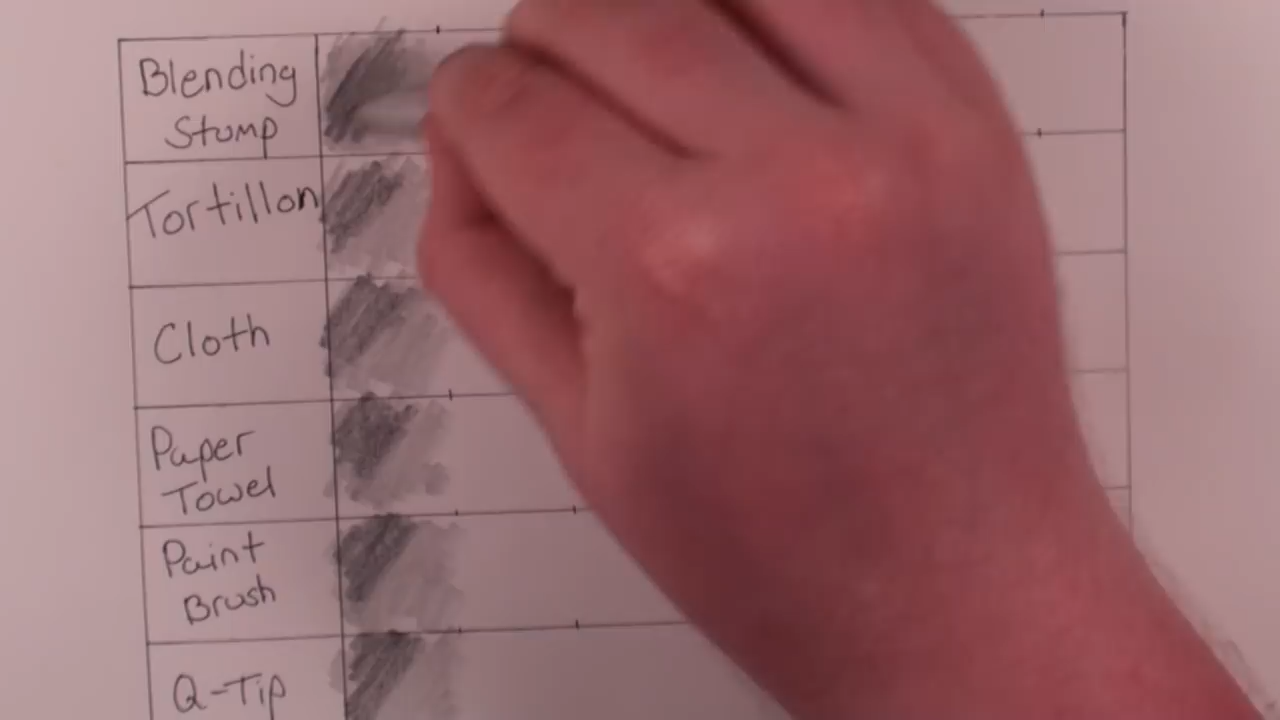 Blending
Stump
Tortillon
Cloth
Paper
Towel
Paint
Brush
Q-Tip